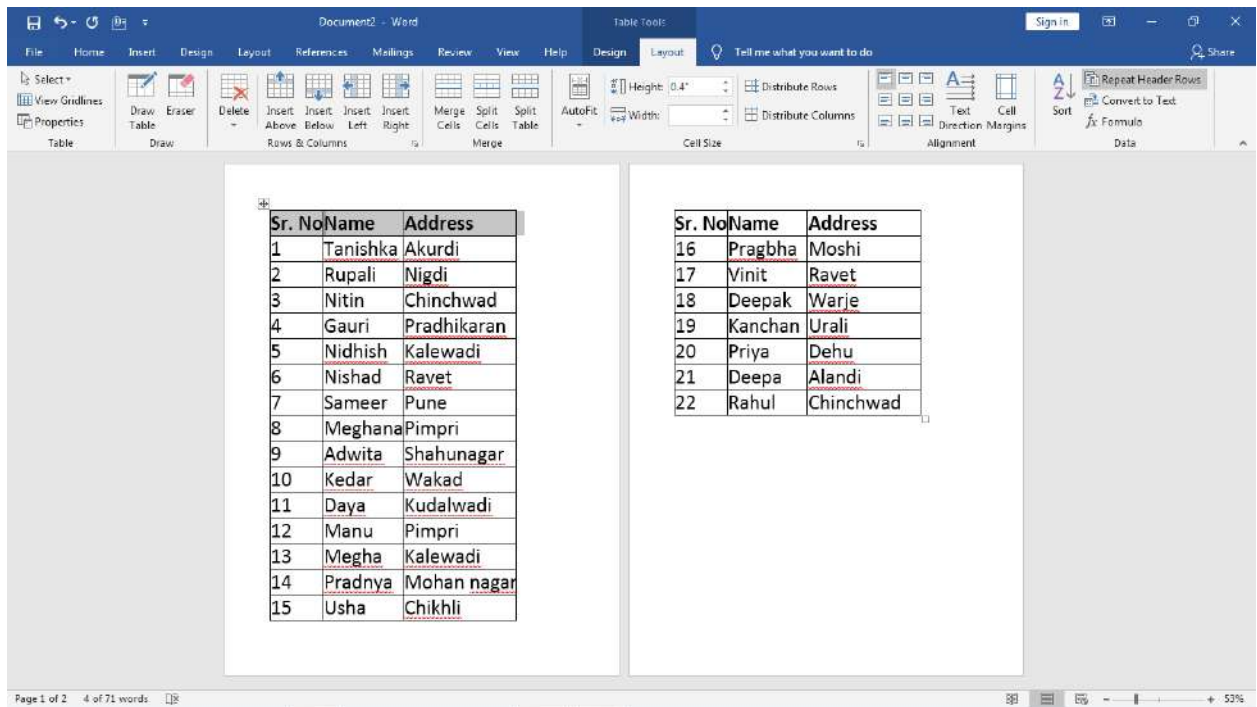 Document2 - Word Table Tools Sign in
File Home Insert Design Layout References Mailings Review View Help Design Layout Tell me what you want to do Share
Select
View Gridlines
Properties
Table
Draw Table
Eraser
Draw
Delete
Insert Above
Insert Below
Insert Left
Insert Right
Rows & Columns
Merge Cells
Split Cells
Split Table
Merge
AutoFit
Height: 0.4"
Width:
Distribute Rows
Distribute Columns
Cell Size
Text Direction
Cell Margins
Alignment
Sort
Repeat Header Rows
Convert to Text
fx Formula
Data
Sr. No Name Address
1 Tanishka Akurdi
2 Rupali Nigdi
3 Nitin Chinchwad
4 Gauri Pradhikaran
5 Nidhish Kalewadi
6 Nishad Ravet
7 Sameer Pune
8 Meghana Pimpri
9 Adwita Shahunagar
10 Kedar Wakad
11 Daya Kudalwadi
12 Manu Pimpri
13 Megha Kalewadi
14 Pradnya Mohan nagar
15 Usha Chikhli
Sr. No Name Address
16 Pragbha Moshi
17 Vinit Ravet
18 Deepak Warje
19 Kanchan Urali
20 Priya Dehu
21 Deepa Alandi
22 Rahul Chinchwad
Page 1 of 2 4 of 71 words 53%